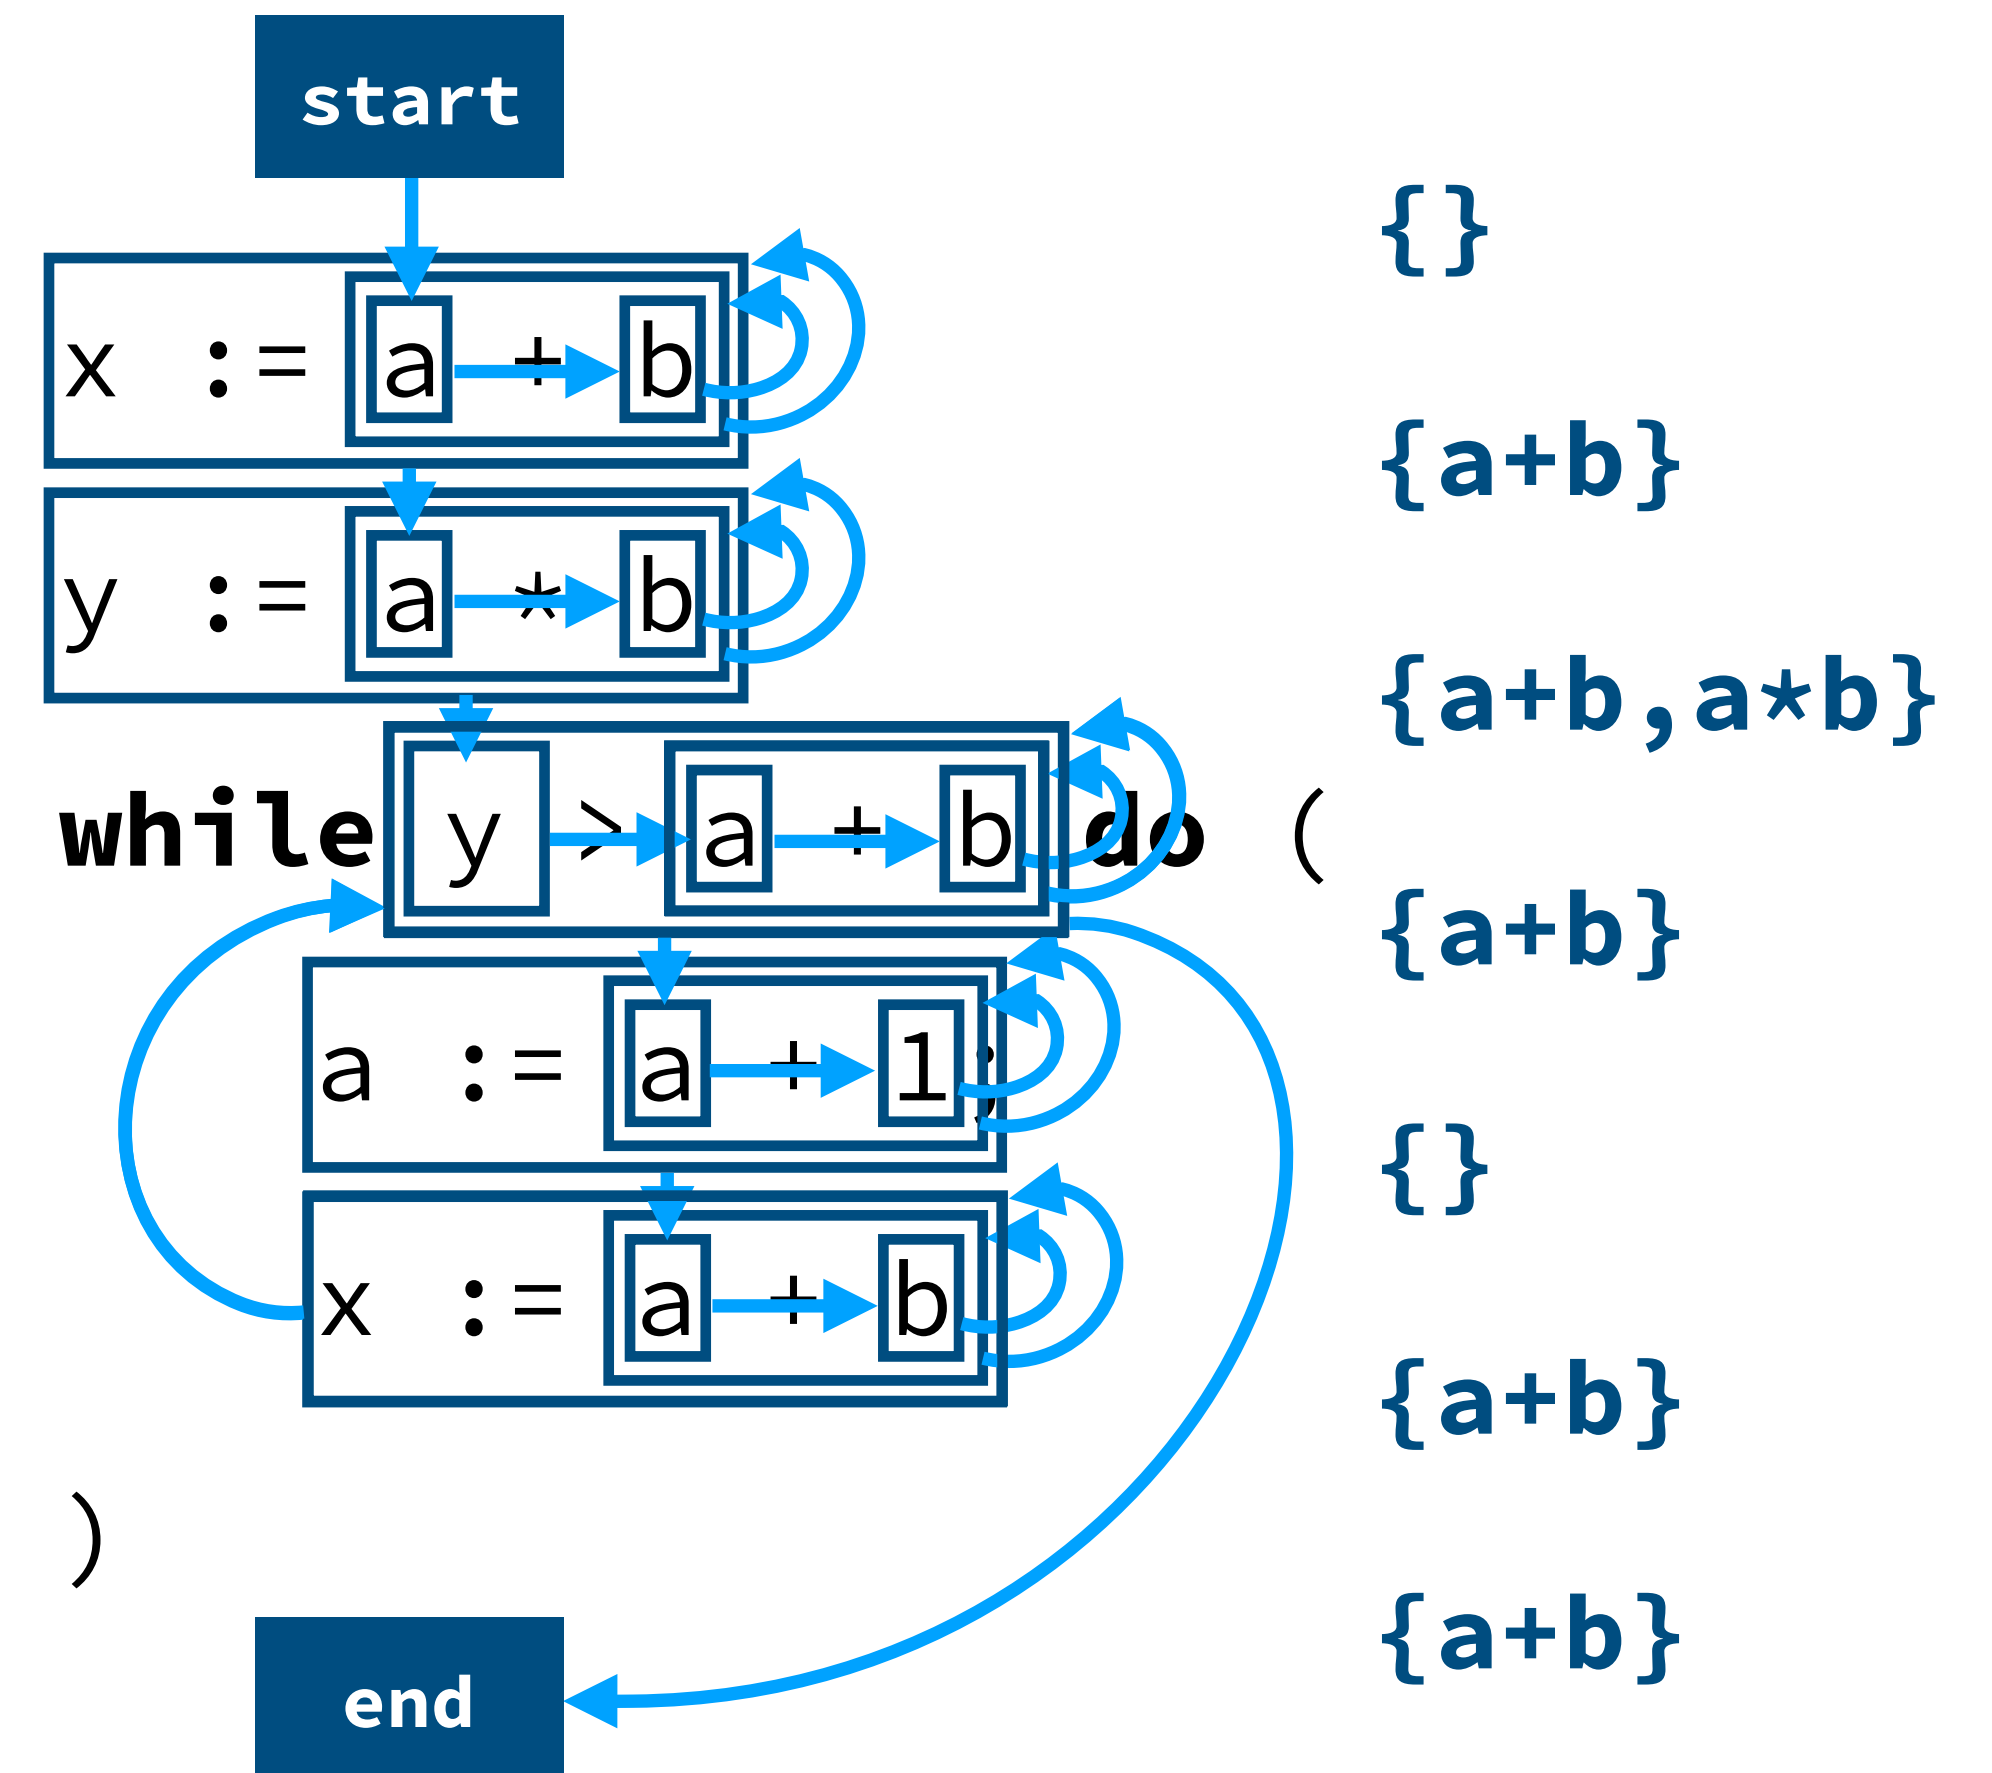 start
{}
x := a + b
{a+b}
y := a * b
{a+b,a*b}
while y > a + b do (
{a+b}
a := a + 1;
{}
x := a + b
{a+b}
)
{a+b}
end